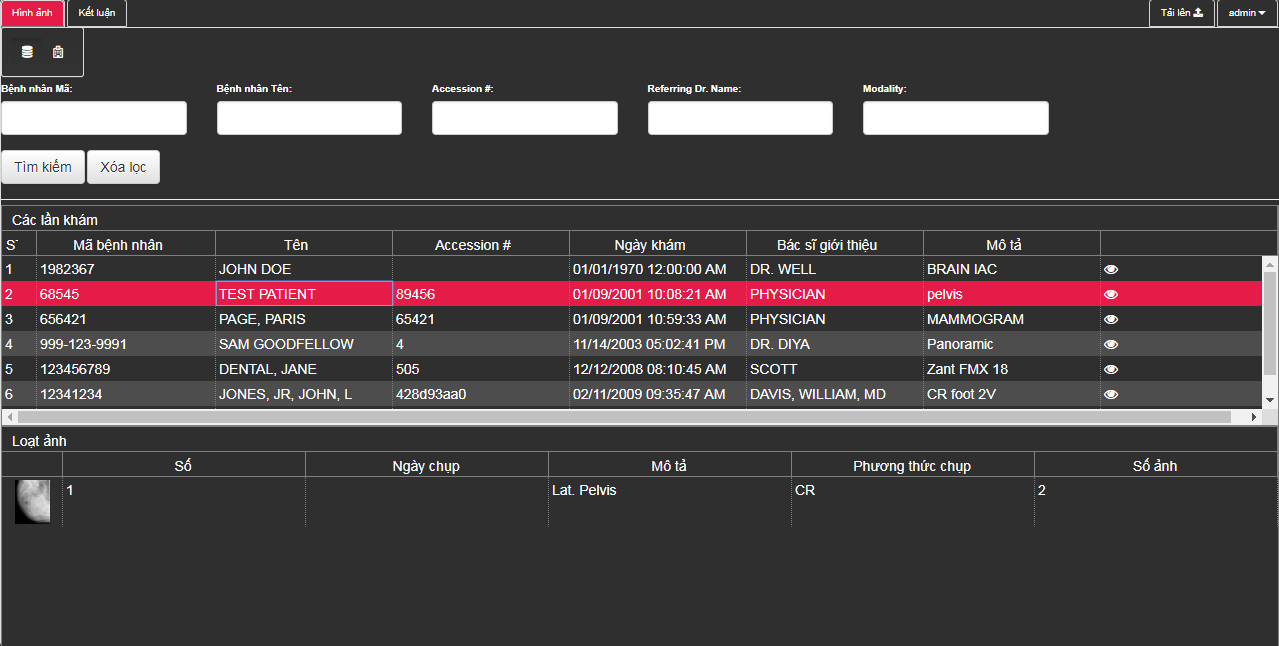 Hình ảnh Kết luận Tải lên admin
Bệnh nhân Mã: Bệnh nhân Tên: Accession #: Referring Dr. Name: Modality:
Tìm kiếm Xóa lọc
Các lần khám
Mã bệnh nhân Tên Accession # Ngày khám Bác sĩ giới thiệu Mô tả
1 1982367 JOHN DOE 01/01/1970 12:00:00 AM DR. WELL BRAIN IAC
2 68545 TEST PATIENT 89456 01/09/2001 10:08:21 AM PHYSICIAN pelvis
3 656421 PAGE, PARIS 65421 01/09/2001 10:59:33 AM PHYSICIAN MAMMOGRAM
4 999-123-9991 SAM GOODFELLOW 4 11/14/2003 05:02:41 PM DR. DIYA Panoramic
5 123456789 DENTAL, JANE 505 12/12/2008 08:10:45 AM SCOTT Zant FMX 18
6 12341234 JONES, JR, JOHN, L 428d93aa0 02/11/2009 09:35:47 AM DAVIS, WILLIAM, MD CR foot 2V
Loạt ảnh
Số Ngày chụp Mô tả Phương thức chụp Số ảnh
1 Lat. Pelvis CR 2